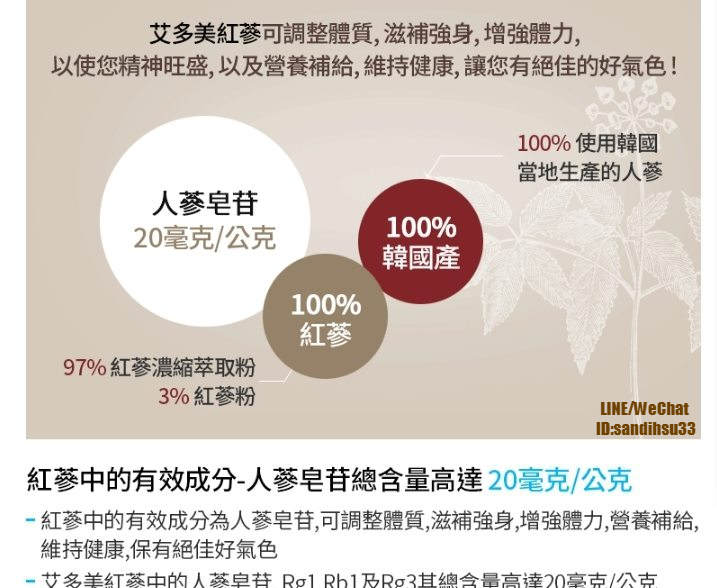 艾多美紅蔘可調整體質, 滋補強身, 增強體力,
以使您精神旺盛, 以及營養補給, 維持健康, 讓您有絕佳的好氣色!
100% 使用韓國
當地生產的人蔘
人蔘皂苷
20毫克/公克
100%
韓國產
100%
紅蔘
97% 紅蔘濃縮萃取粉
3% 紅蔘粉
LINE/WeChat
ID:sandihsu33
紅蔘中的有效成分-人蔘皂苷總含量高達 20毫克/公克
- 紅蔘中的有效成分為人蔘皂苷,可調整體質,滋補強身,增強體力,營養補給,
維持健康,保有絕佳好氣色
- 艾多美紅蔘中的人蔘皂苷, Rg1,Rb1及Rg3其總含量高達20毫克/公克